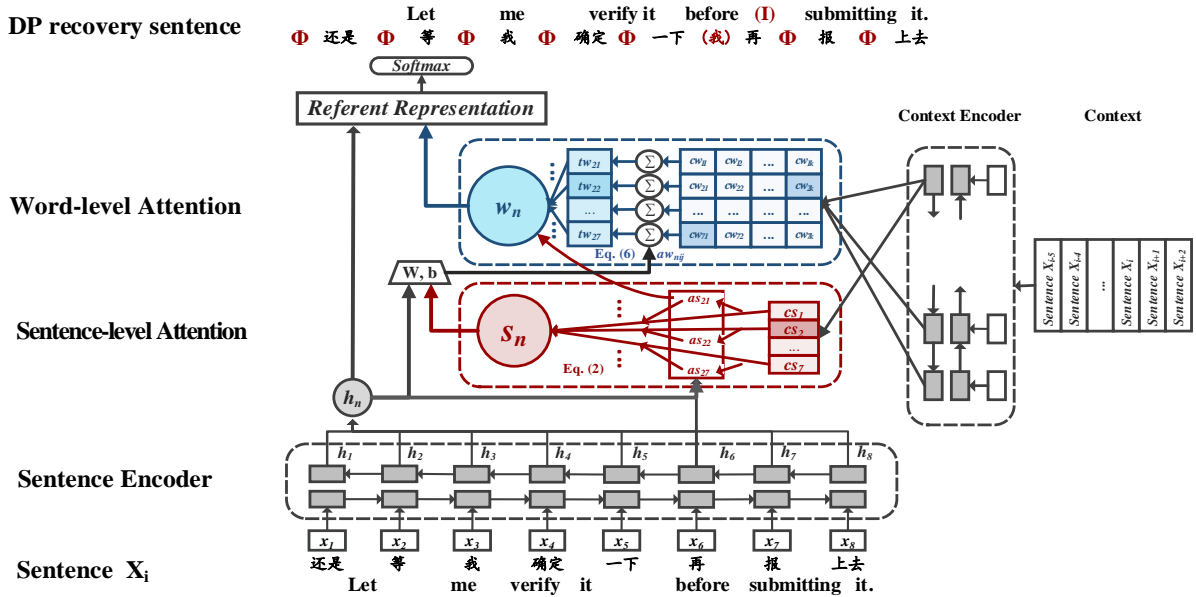 Let me verify it before (I) submitting it.
DP recovery sentence
Φ 还是 Φ 等 Φ 我 Φ 确定 Φ 一下 (我) 再 Φ 报 Φ 上去
Softmax
Referent Representation
Context Encoder Context
Word-level Attention
w_n
tw_21 Σ cw_11 cw_12 ... cw_1k
tw_22 Σ cw_21 cw_22 ... cw_2k
... Σ ... ... ... ...
tw_27 Σ cw_71 cw_72 ... cw_7k
Eq. (6) aw_nij
W, b
Sentence X_i-5 Sentence X_i-4 ... Sentence X_i Sentence X_i+1 Sentence X_i+2
Sentence-level Attention
s_n
as_21 cs_1
as_22 cs_2
...
as_27 cs_7
Eq. (2)
h_n
h_1 h_2 h_3 h_4 h_5 h_6 h_7 h_8
Sentence Encoder
x_1 x_2 x_3 x_4 x_5 x_6 x_7 x_8
还是 等 我 确定 一下 再 报 上去
Sentence X_i
Let me verify it before submitting it.